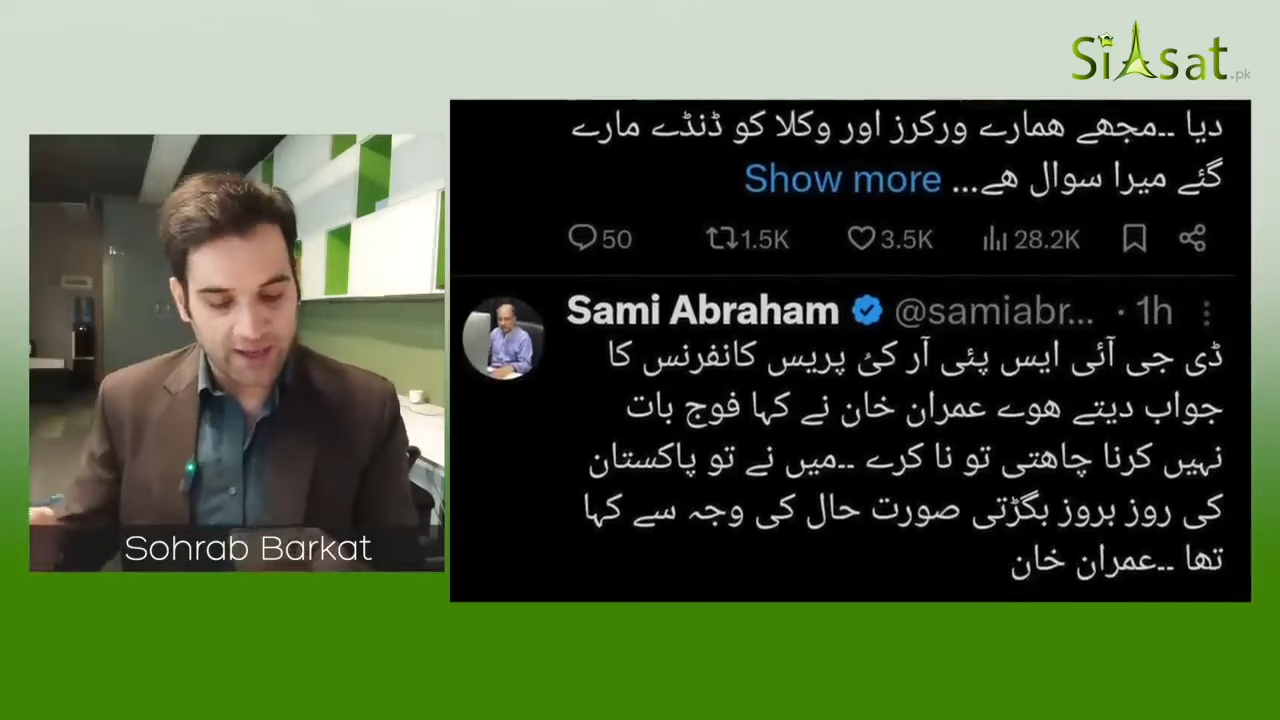 SiAsat.pk
دیا ۔۔مجھے ھمارے ورکرز اور وکلا کو ڈنڈے مارے
گئے میرا سوال ھے... Show more
50 1.5K 3.5K 28.2K
Sami Abraham @samiabr... · 1h
ڈی جی آئی ایس پئی آر کئ پریس کانفرنس کا
جواب دیتے ھوے عمران خان نے کہا فوج بات
نہیں کرنا چاھتی تو نا کرے ۔۔میں نے تو پاکستان
کی روز بروز بگڑتی صورت حال کی وجہ سے کہا
تھا ۔۔عمران خان
Sohrab Barkat